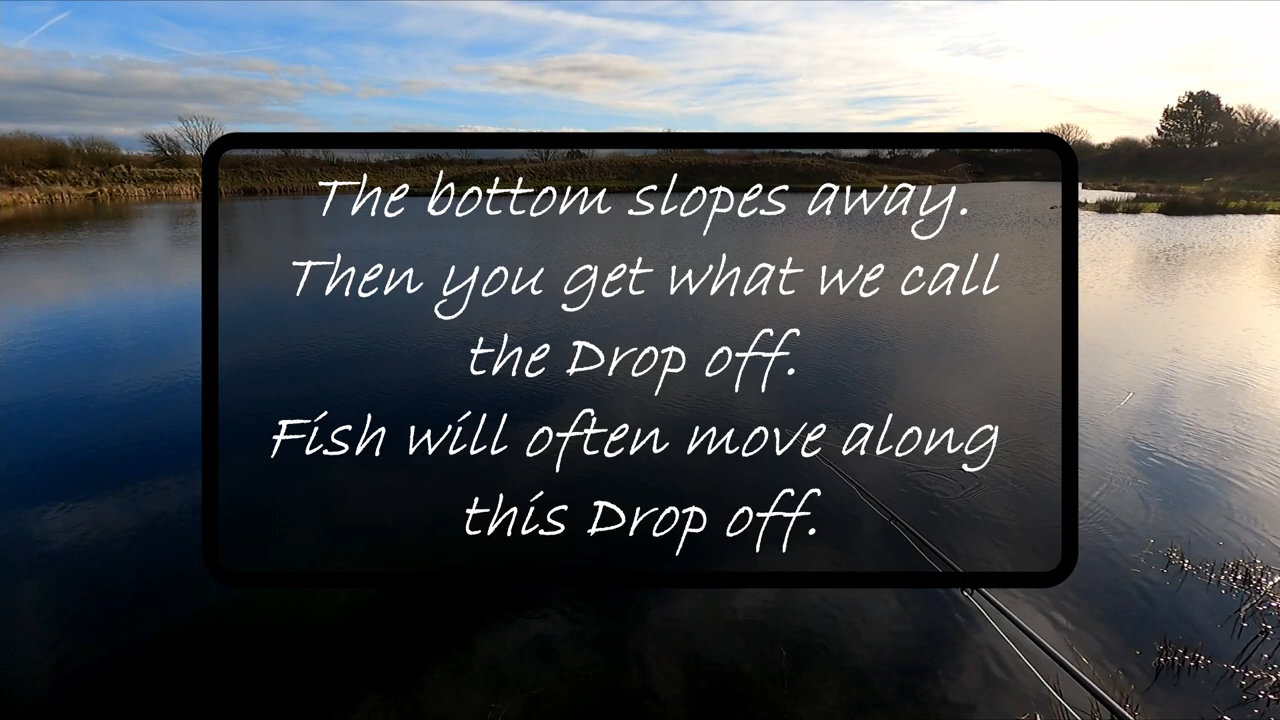 The bottom slopes away.
Then you get what we call
the Drop off.
Fish will often move along
this Drop off.